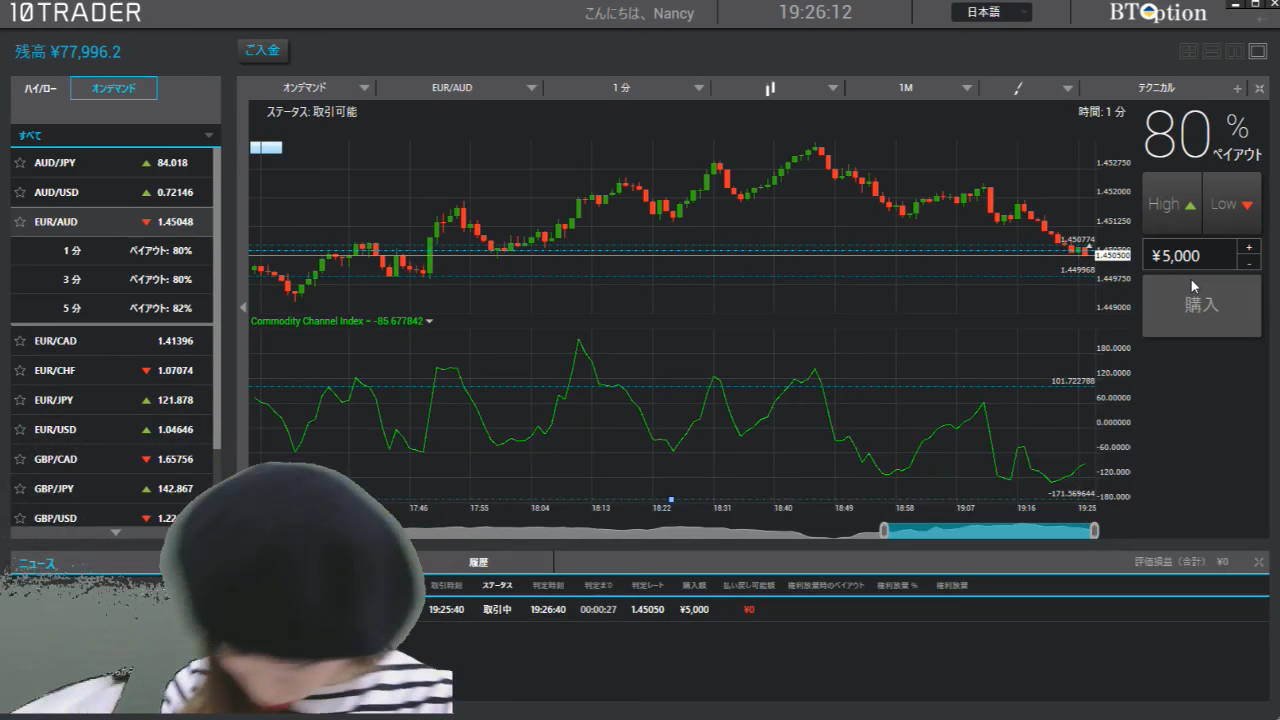 10TRADER
こんにちは、Nancy
19:26:12
日本語
BTOption
残高 ¥77,996.2
ご入金
ハイ/ロー
オンデマンド
オンデマンド
EUR/AUD
1 分
1M
テクニカル
すべて
ステータス: 取引可能
時間: 1 分
80 %
ペイアウト
AUD/JPY 84.018
AUD/USD 0.72146
EUR/AUD 1.45048
1 分 ペイアウト: 80%
3 分 ペイアウト: 80%
5 分 ペイアウト: 82%
EUR/CAD 1.41396
EUR/CHF 1.07074
EUR/JPY 121.878
EUR/USD 1.04646
GBP/CAD 1.65756
GBP/JPY 142.867
GBP/USD 1.22
High
Low
¥5,000
+
-
購入
1.452750
1.452000
1.451250
1.450774
1.450500
1.449968
1.449750
1.449000
Commodity Channel Index = -85.677842
180.0000
120.0000
101.722788
60.00000
0.000000
-60.0000
-120.000
-171.569644
-180.000
17:46 17:55 18:04 18:13 18:22 18:31 18:40 18:49 18:58 19:07 19:16 19:25
ニュース
履歴
評価損益（合計） ¥0
取引時刻 ステータス 判定時刻 判定まで 判定レート 購入額 払い戻し可能額 権利放棄時のペイアウト 権利放棄 % 権利放棄
19:25:40 取引中 19:26:40 00:00:27 1.45050 ¥5,000 ¥0